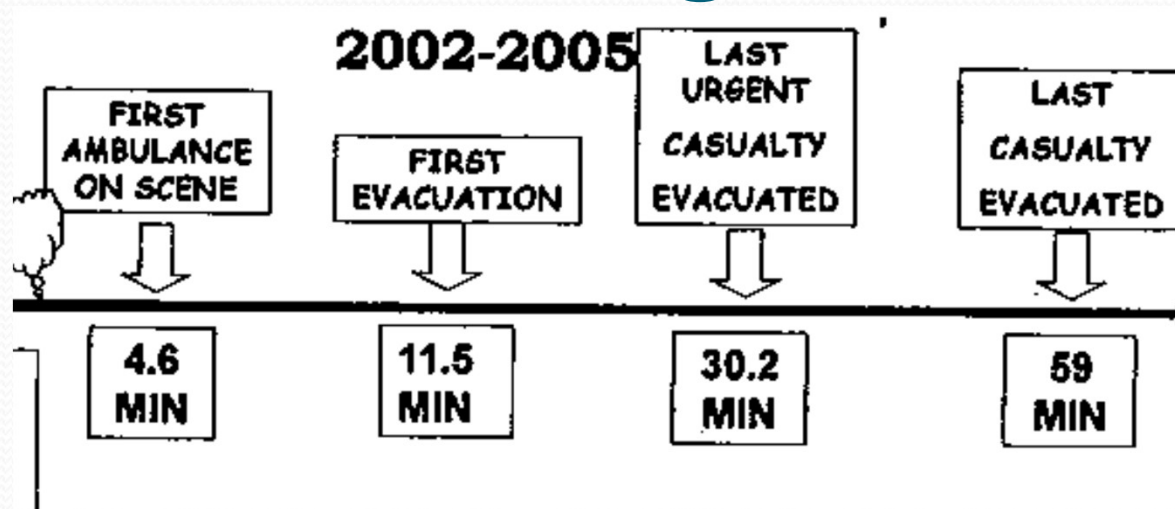 2002-2005
FIRST
AMBULANCE
ON SCENE
FIRST
EVACUATION
LAST
URGENT
CASUALTY
EVACUATED
LAST
CASUALTY
EVACUATED
4.6
MIN
11.5
MIN
30.2
MIN
59
MIN